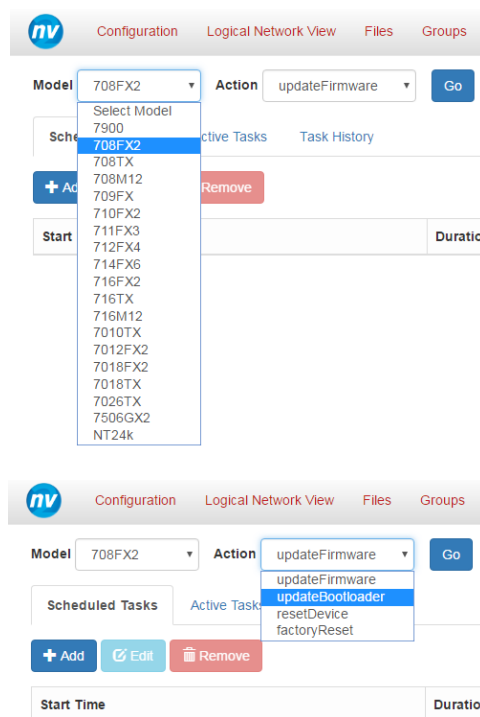 nv Configuration Logical Network View Files Groups
Model 708FX2 Action updateFirmware Go
Select Model
7900
708FX2
708TX
708M12
709FX
710FX2
711FX3
712FX4
714FX6
716FX2
716TX
716M12
7010TX
7012FX2
7018FX2
7018TX
7026TX
7506GX2
NT24k
Sche ctive Tasks Task History
Ad Remove
Start Duratio
nv Configuration Logical Network View Files Groups
Model 708FX2 Action updateFirmware Go
updateFirmware
updateBootloader
resetDevice
factoryReset
Scheduled Tasks Active Tasks
Add Edit Remove
Start Time Duratio